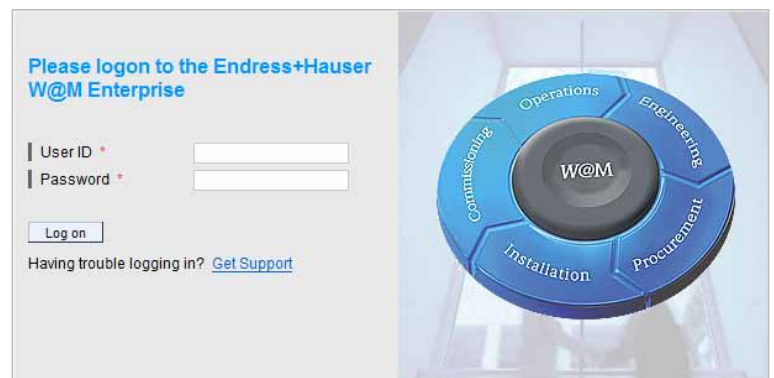 Please logon to the Endress+Hauser
W@M Enterprise
User ID *
Password *
Log on
Having trouble logging in? Get Support
Operations
Engineering
Procurement
Installation
Commissioning
W@M